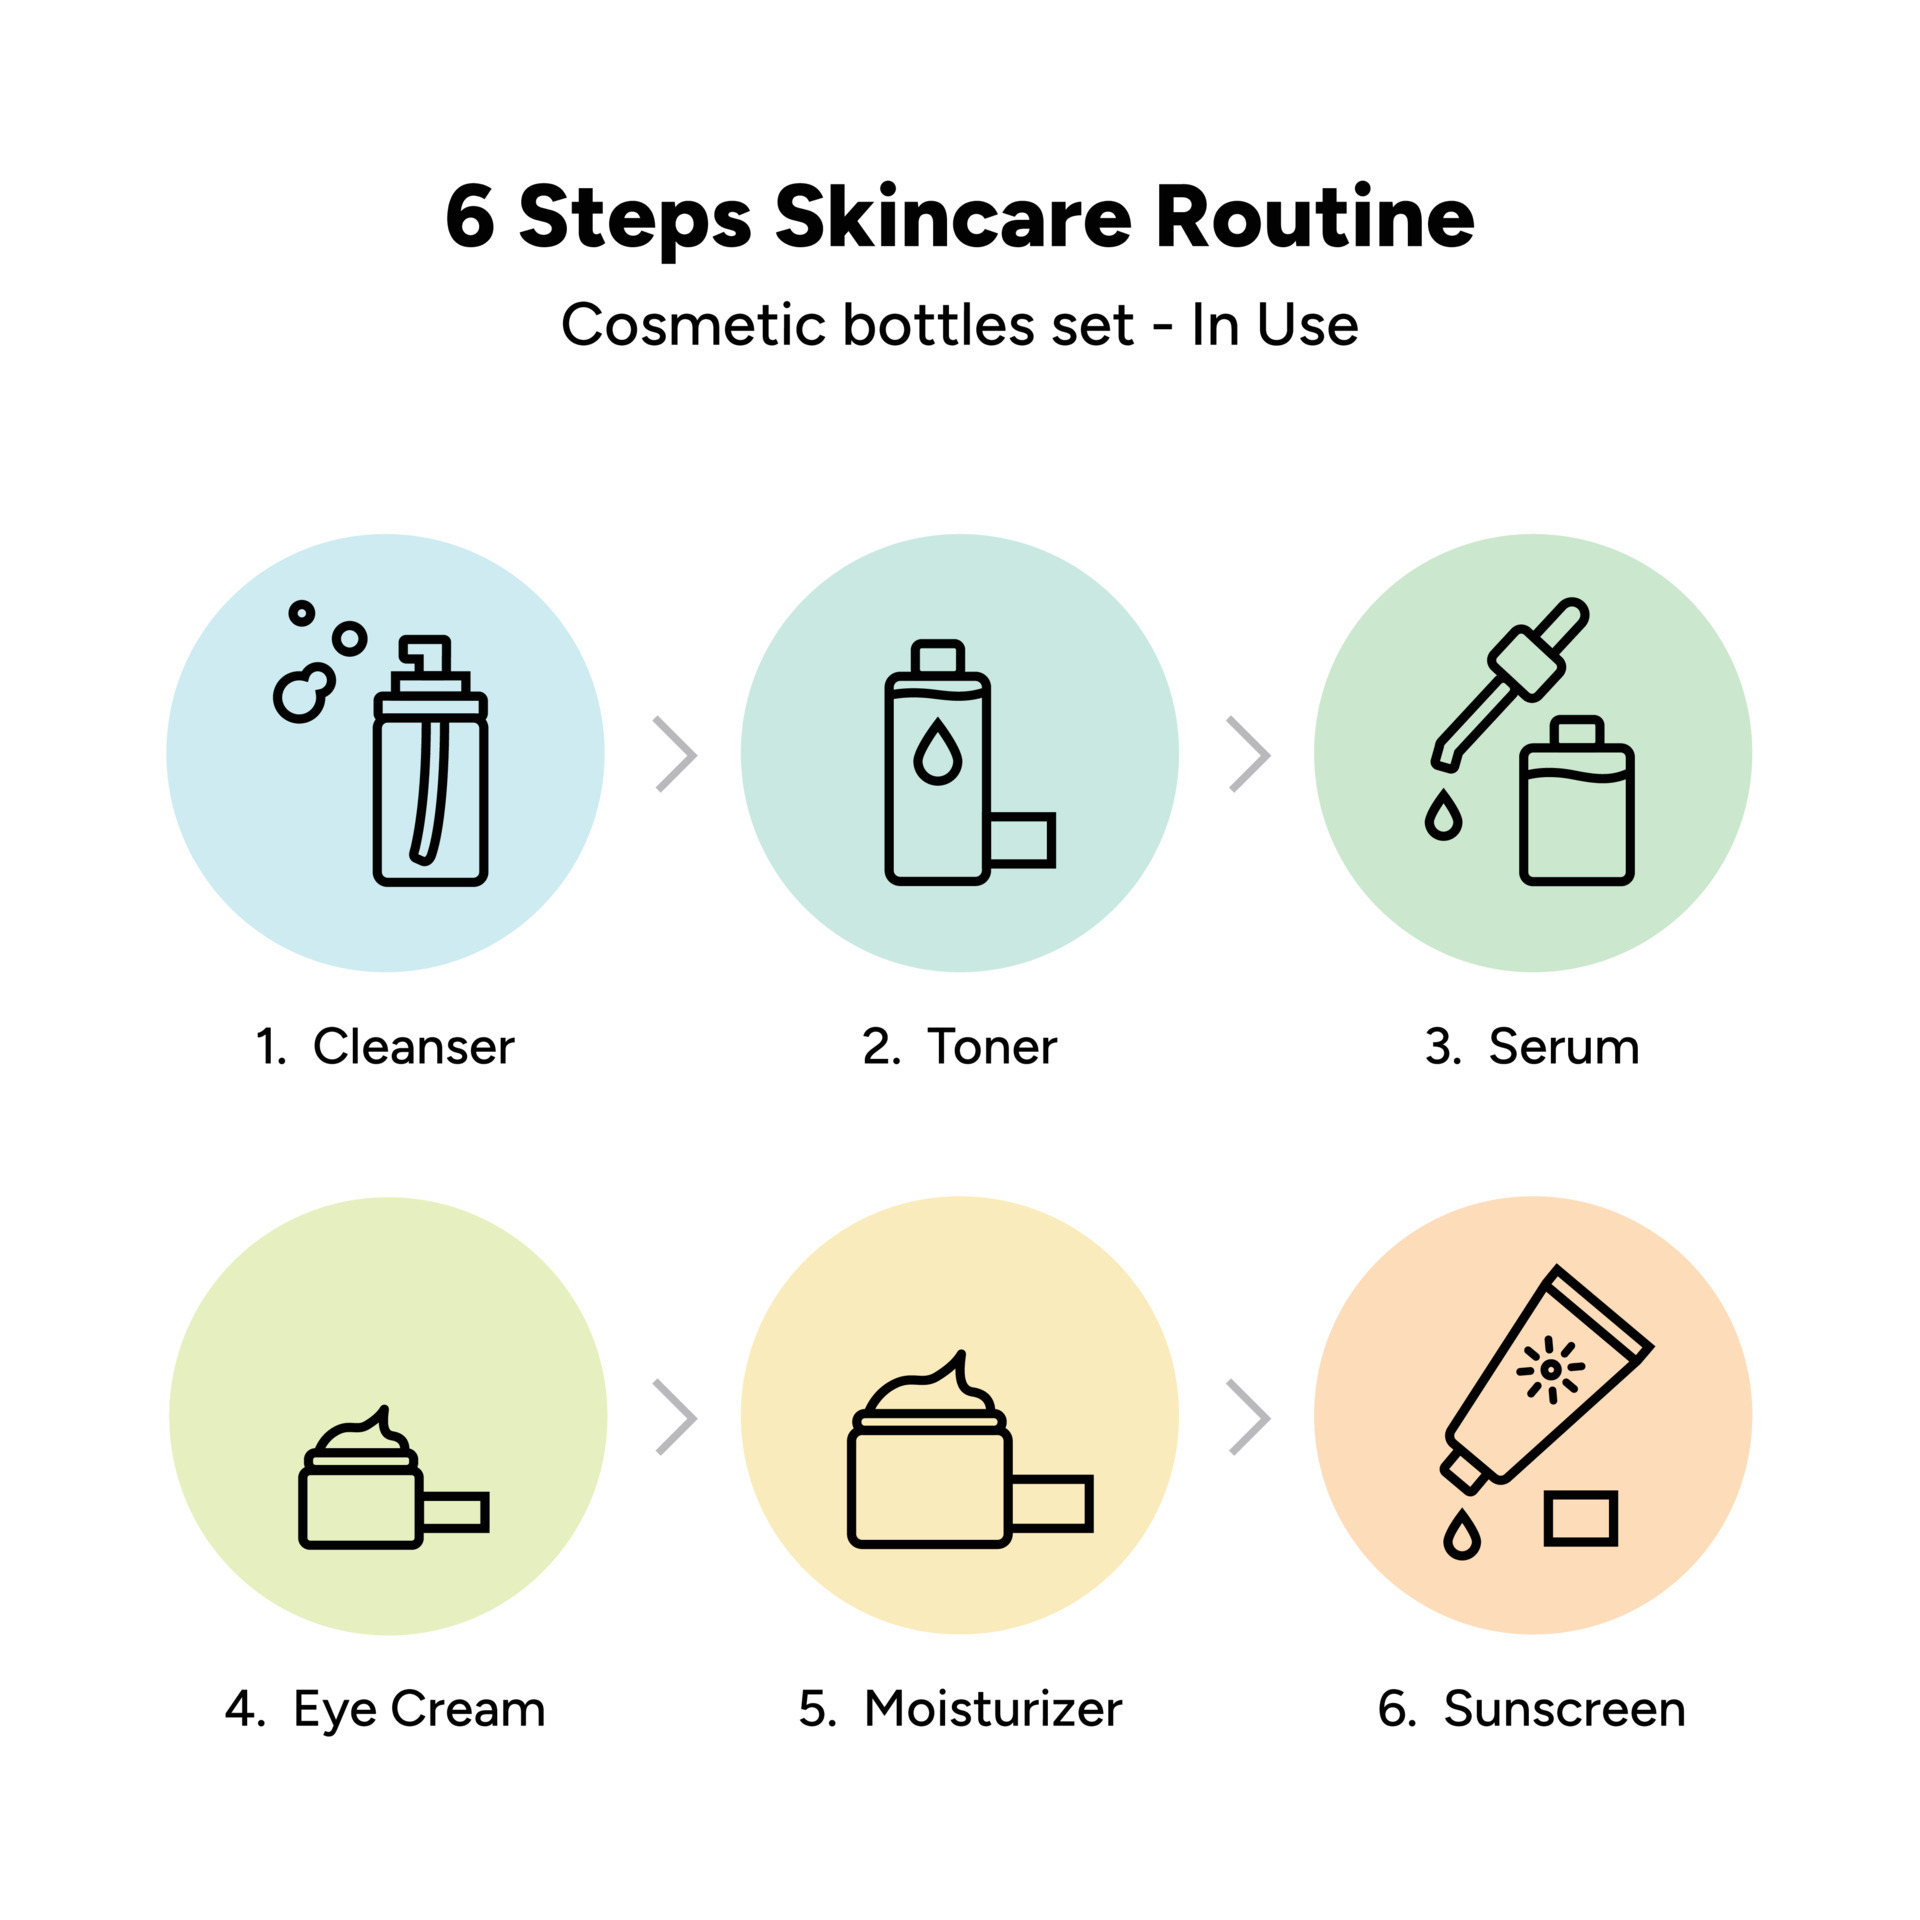 6 Steps Skincare Routine
Cosmetic bottles set - In Use
1. Cleanser
2. Toner
3. Serum
4. Eye Cream
5. Moisturizer
6. Sunscreen